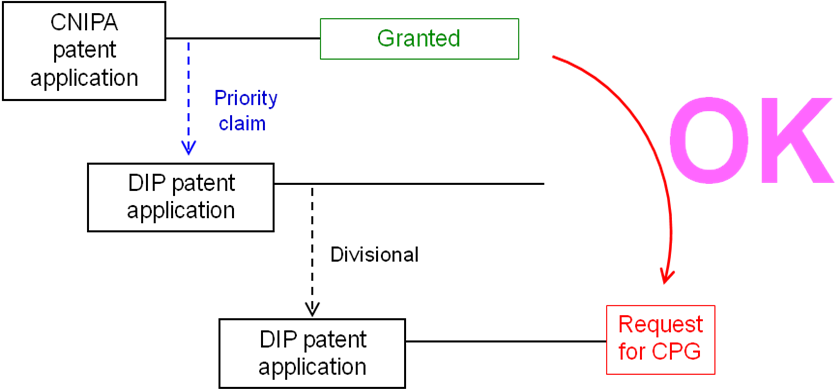 CNIPA
patent
application
Granted
Priority
claim
OK
DIP patent
application
Divisional
DIP patent
application
Request
for CPG